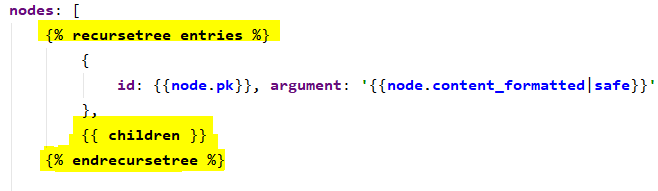 nodes: [
{% recursetree entries %}
{
id: {{node.pk}}, argument: '{{node.content_formatted|safe}}'
},
{{ children }}
{% endrecursetree %}